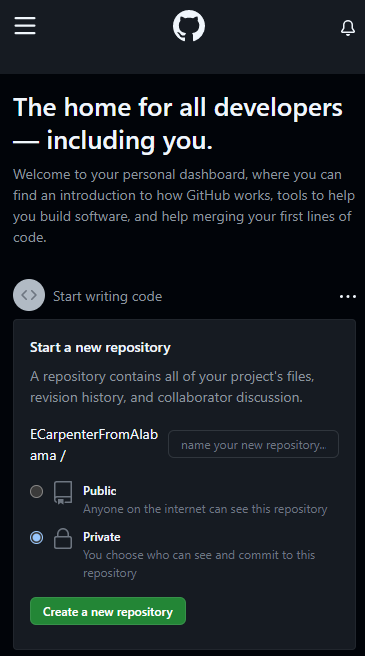 The home for all developers
— including you.
Welcome to your personal dashboard, where you can
find an introduction to how GitHub works, tools to help
you build software, and help merging your first lines of
code.
Start writing code
Start a new repository
A repository contains all of your project's files,
revision history, and collaborator discussion.
ECarpenterFromAlab
ama /
name your new repository...
Public
Anyone on the internet can see this repository
Private
You choose who can see and commit to this
repository
Create a new repository